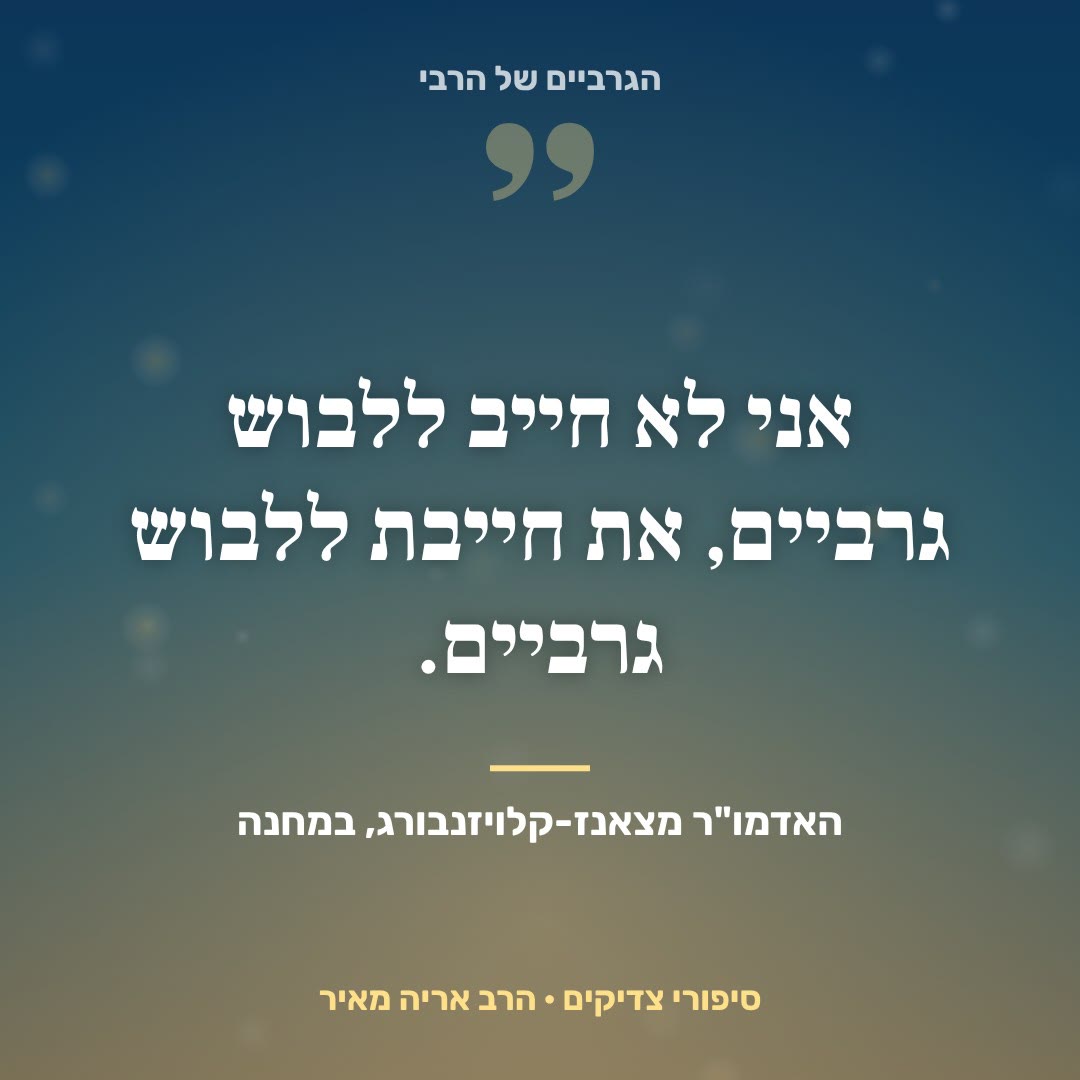 הגרביים של הרבי
”
אני לא חייב ללבוש
גרביים, את חייבת ללבוש
גרביים.
האדמו"ר מצאנז-קלויזנבורג, במחנה
סיפורי צדיקים • הרב אריה מאיר